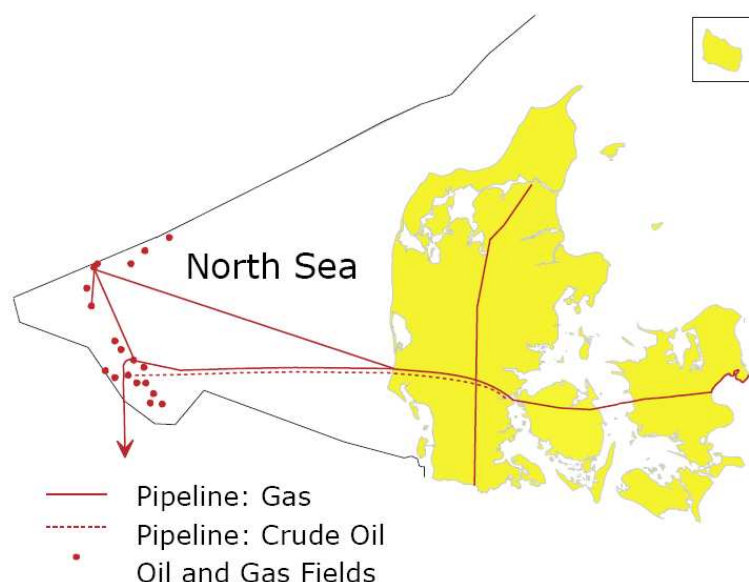 North Sea
Pipeline: Gas
Pipeline: Crude Oil
Oil and Gas Fields